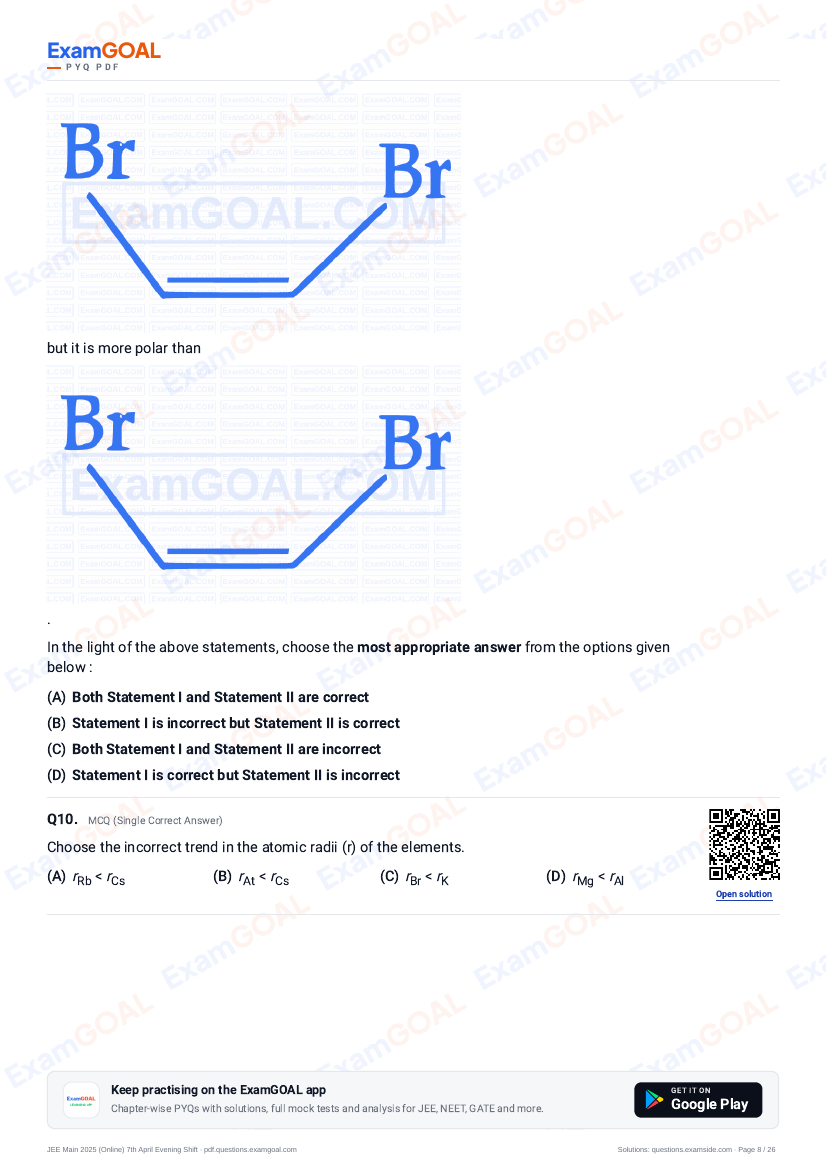 ExamGOAL
PYQ PDF
Br
Br
ExamGOAL.COM
but it is more polar than
Br
Br
ExamGOAL.COM
.
In the light of the above statements, choose the most appropriate answer from the options given
below :
(A) Both Statement I and Statement II are correct
(B) Statement I is incorrect but Statement II is correct
(C) Both Statement I and Statement II are incorrect
(D) Statement I is correct but Statement II is incorrect
Q10. MCQ (Single Correct Answer)
Choose the incorrect trend in the atomic radii (r) of the elements.
(A) rRb < rCs (B) rAt < rCs (C) rBr < rK (D) rMg < rAl
Open solution
ExamGOAL
Keep practising on the ExamGOAL app
Chapter-wise PYQs with solutions, full mock tests and analysis for JEE, NEET, GATE and more.
GET IT ON
Google Play
JEE Main 2025 (Online) 7th April Evening Shift · pdf.questions.examgoal.com
Solutions: questions.examside.com · Page 8 / 26